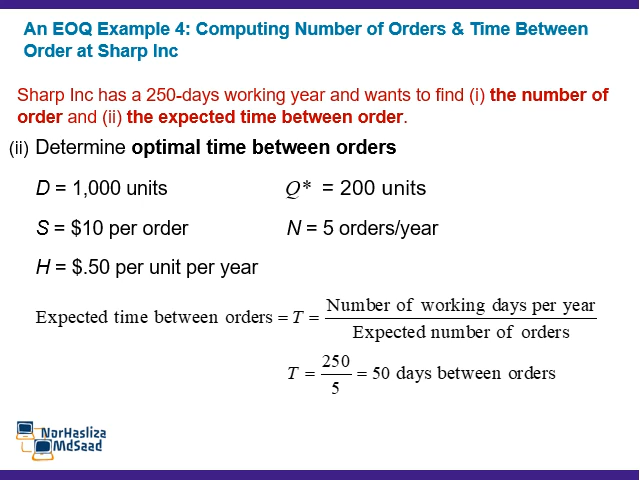 An EOQ Example 4: Computing Number of Orders & Time Between
Order at Sharp Inc
Sharp Inc has a 250-days working year and wants to find (i) the number of
order and (ii) the expected time between order.
(ii) Determine optimal time between orders
D = 1,000 units
Q* = 200 units
S = $10 per order
N = 5 orders/year
H = $.50 per unit per year
Expected time between orders = T = Number of working days per year
Expected number of orders
T = 250
5
= 50 days between orders
NorHasliza
MdSaad